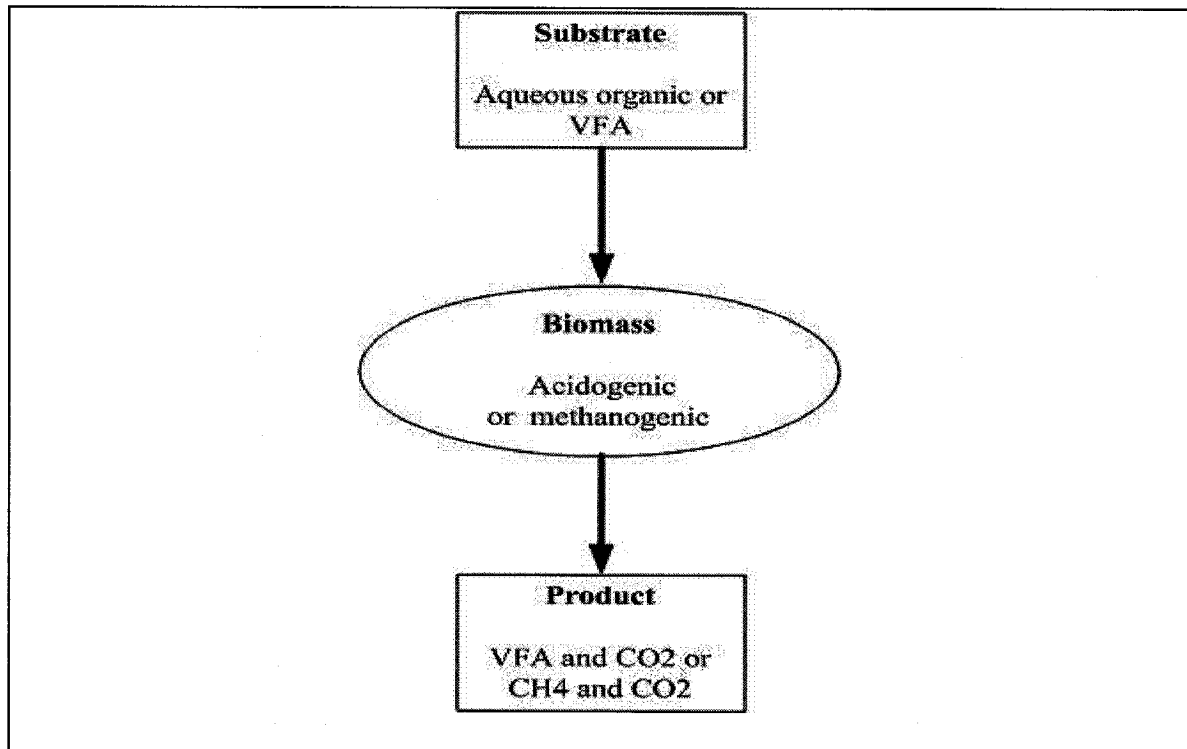 Substrate
Aqueous organic or
VFA
Biomass
Acidogenic
or methanogenic
Product
VFA and CO2 or
CH4 and CO2